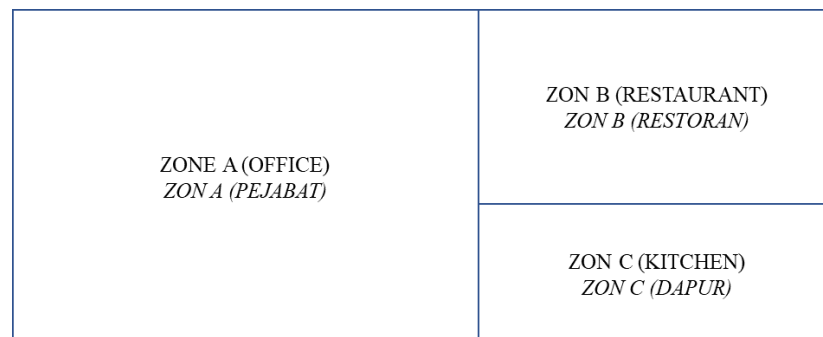 ZONE A (OFFICE)
ZON A (PEJABAT)
ZON B (RESTAURANT)
ZON B (RESTORAN)
ZON C (KITCHEN)
ZON C (DAPUR)